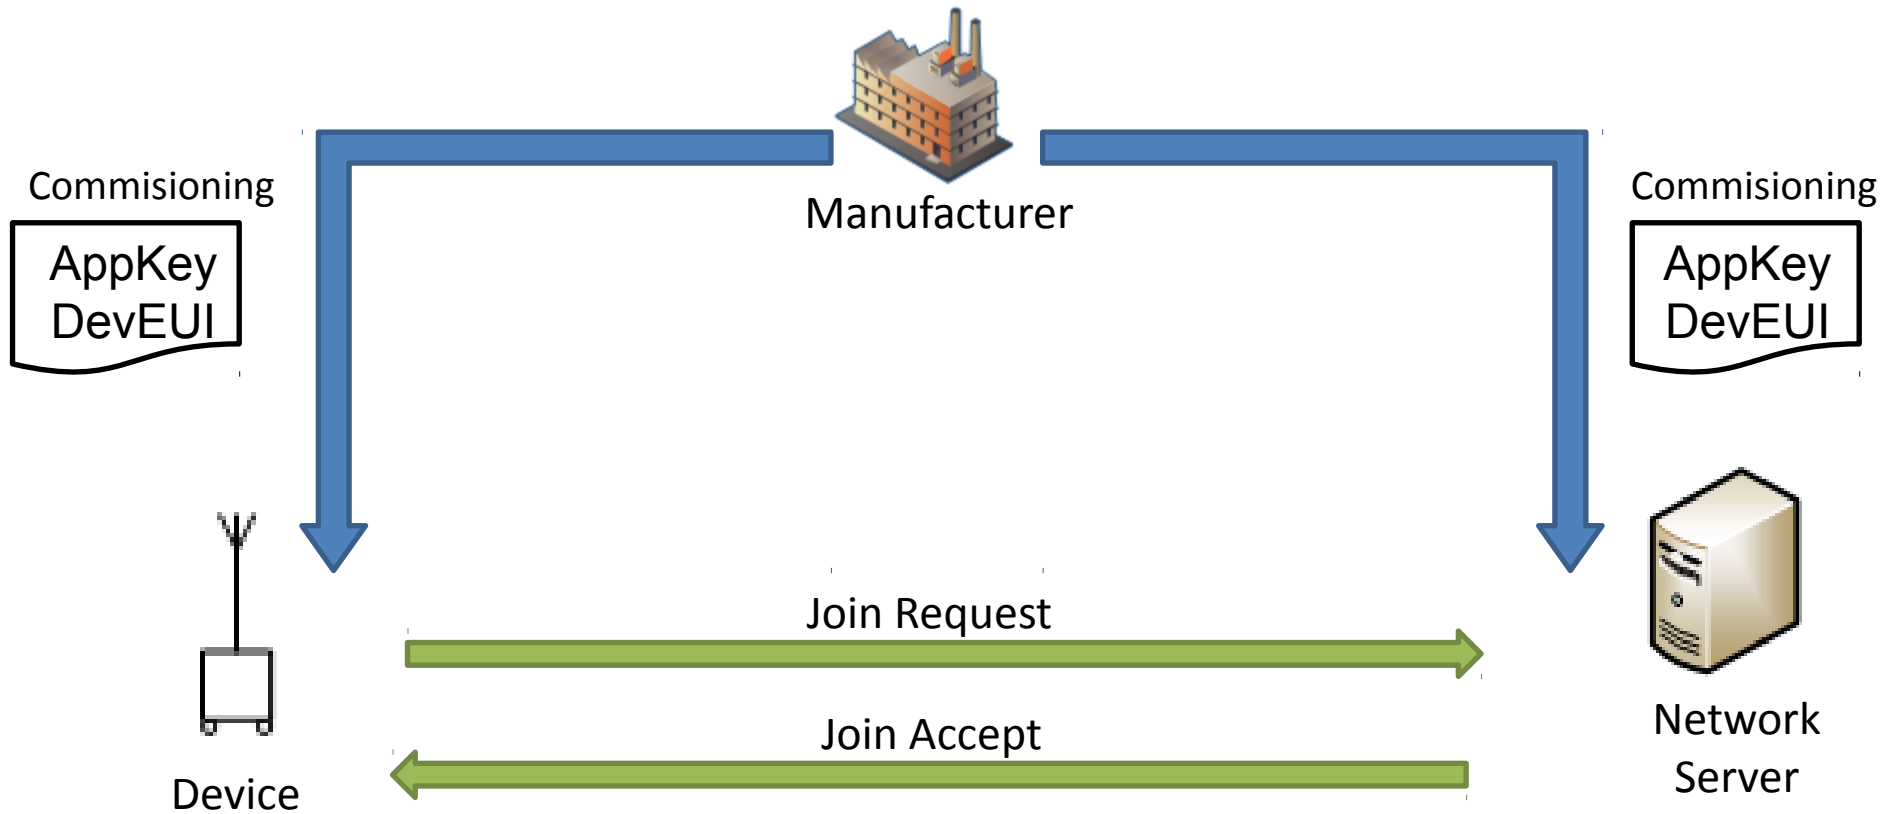 Manufacturer
Commisioning
AppKey
DevEUI
Commisioning
AppKey
DevEUI
Join Request
Join Accept
Device
Network
Server